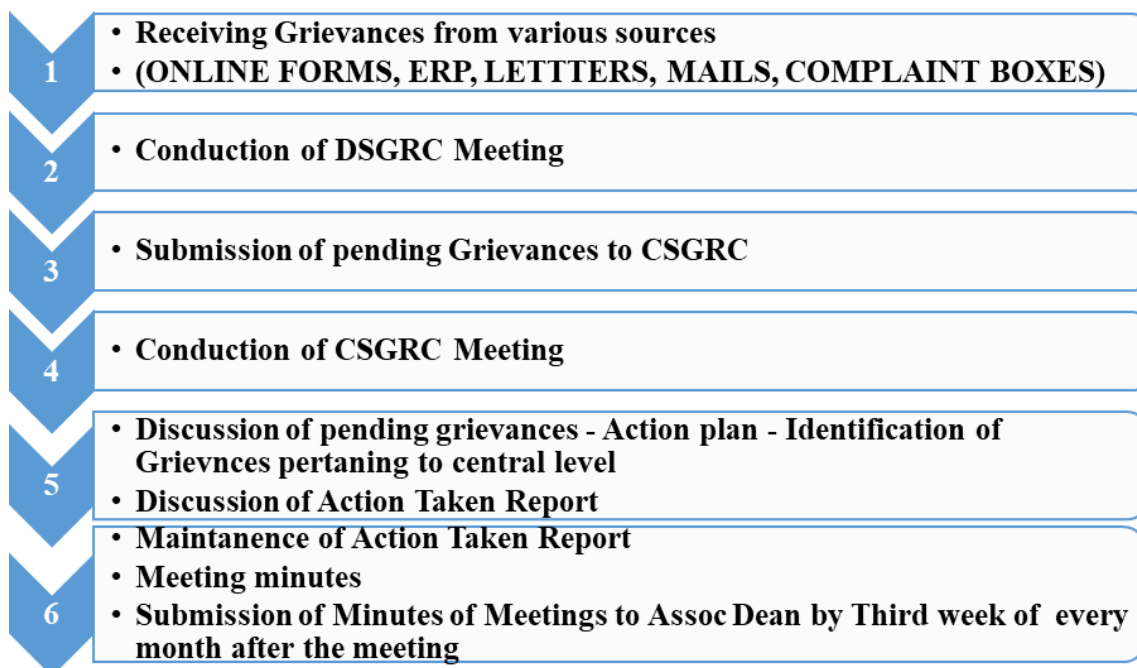 1
• Receiving Grievances from various sources
• (ONLINE FORMS, ERP, LETTTERS, MAILS, COMPLAINT BOXES)
2
• Conduction of DSGRC Meeting
3
• Submission of pending Grievances to CSGRC
4
• Conduction of CSGRC Meeting
5
• Discussion of pending grievances - Action plan - Identification of
Grievnces pertaning to central level
• Discussion of Action Taken Report
6
• Maintanence of Action Taken Report
• Meeting minutes
• Submission of Minutes of Meetings to Assoc Dean by Third week of every
month after the meeting